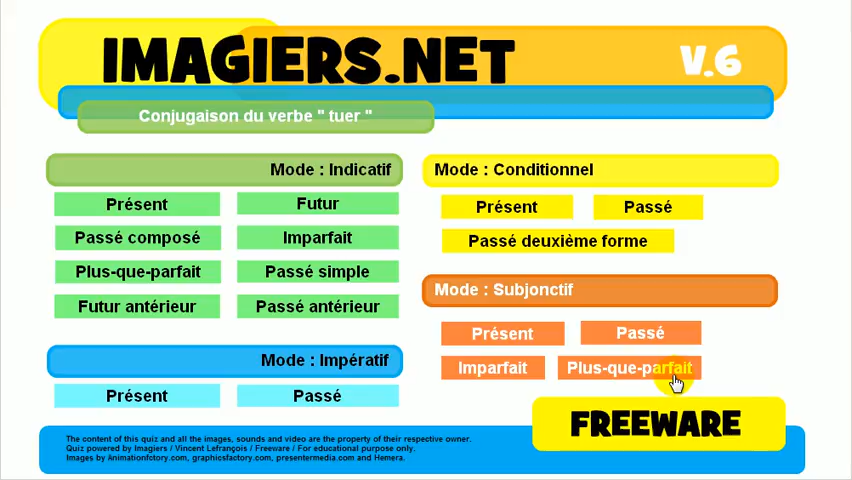 IMAGIERS.NET
V.6
Conjugaison du verbe " tuer "
Mode : Indicatif
Présent
Futur
Passé composé
Imparfait
Plus-que-parfait
Passé simple
Futur antérieur
Passé antérieur
Mode : Impératif
Présent
Passé
Mode : Conditionnel
Présent
Passé
Passé deuxième forme
Mode : Subjonctif
Présent
Passé
Imparfait
Plus-que-parfait
FREEWARE
The content of this quiz and all the images, sounds and video are the property of their respective owner.
Quiz powered by Imagiers / Vincent Lefrançois / Freeware / For educational purpose only.
Images by Animationfctory.com, graphicsfactory.com, presentermedia.com and Hemera.